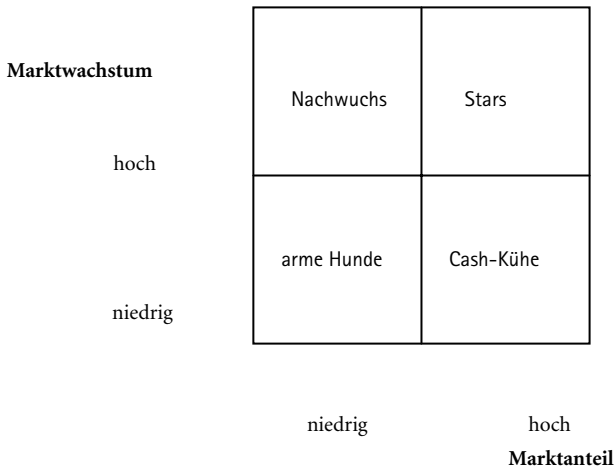 Marktwachstum
Nachwuchs Stars
hoch
arme Hunde Cash-Kühe
niedrig
niedrig hoch
Marktanteil